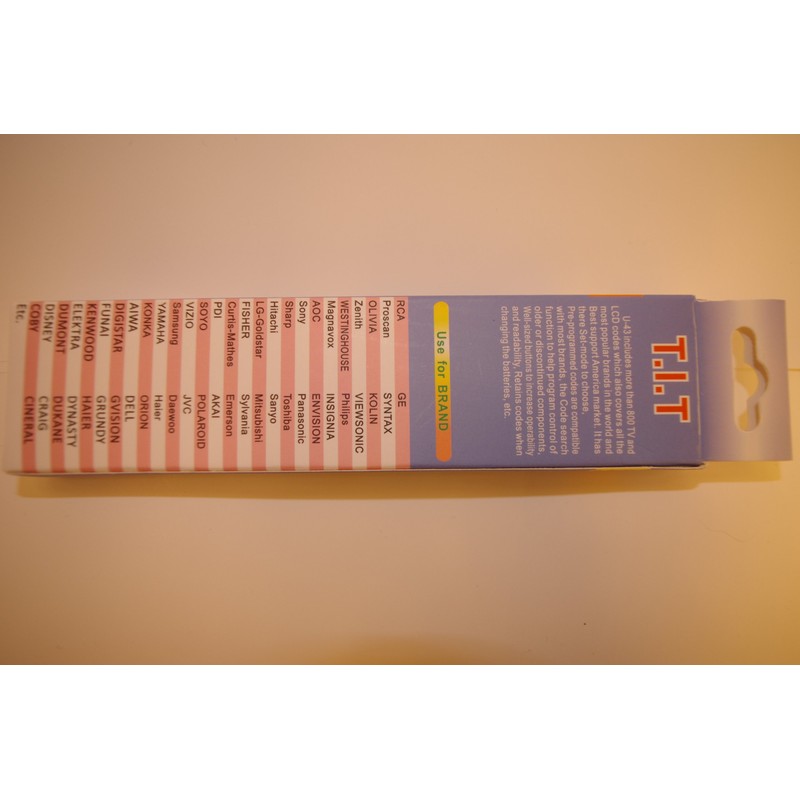 T.I.T
U-43 includes more than 800 TV and
LCD codes which also covers all the
most popular brands in the world and
Best support America market. It has
there Set-mode to choose.
Pre-programmed codes are compatible
with most brands, the Code search
function to help program control of
older or discontinued components,
Well-sized buttons to increase operability
and readability, Retains codes when
changing the batteries, etc.
Use for BRAND
RCA GE
Proscan SYNTAX
OLIVIA KOLIN
Zenith VIEWSONIC
WESTINGHOUSE Philips
Magnavox INSIGNIA
AOC ENVISION
Sony Panasonic
Sharp Toshiba
Hitachi Sanyo
LG-Goldstar Mitsubishi
FISHER Sylvania
Curtis-Mathes Emerson
PDI AKAI
SOYO POLAROID
VIZIO JVC
Samsung Daewoo
YAMAHA Haier
KONKA ORION
AIWA DELL
DIGISTAR GVISION
FUNAI GRUNDY
KENWOOD HAIER
ELEKTRA DYNASTY
DUMONT DUKANE
DISNEY CRAIG
COBY CINERAL
Etc.